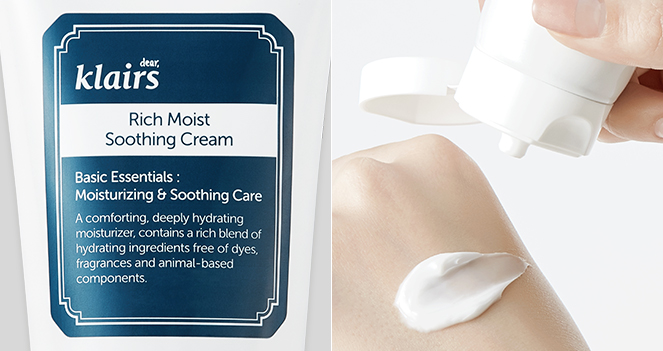 dear,
klairs
Rich Moist
Soothing Cream
Basic Essentials :
Moisturizing & Soothing Care
A comforting, deeply hydrating
moisturizer, contains a rich blend of
hydrating ingredients free of dyes,
fragrances and animal-based
components.